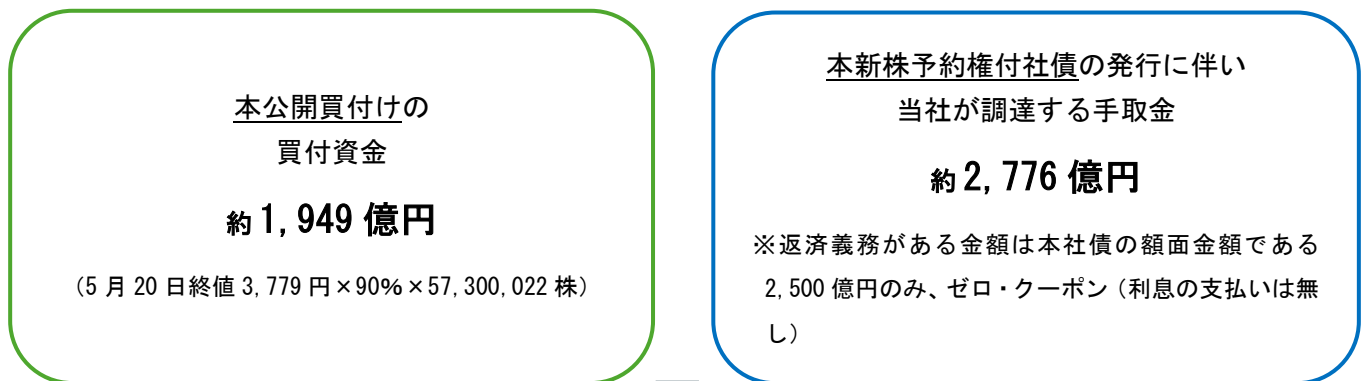 本公開買付けの
買付資金
約 1,949 億円
（5 月 20 日終値 3,779 円×90%×57,300,022 株）
本新株予約権付社債の発行に伴い
当社が調達する手取金
約 2,776 億円
※返済義務がある金額は本社債の額面金額である
2,500 億円のみ、ゼロ・クーポン（利息の支払いは無
し）